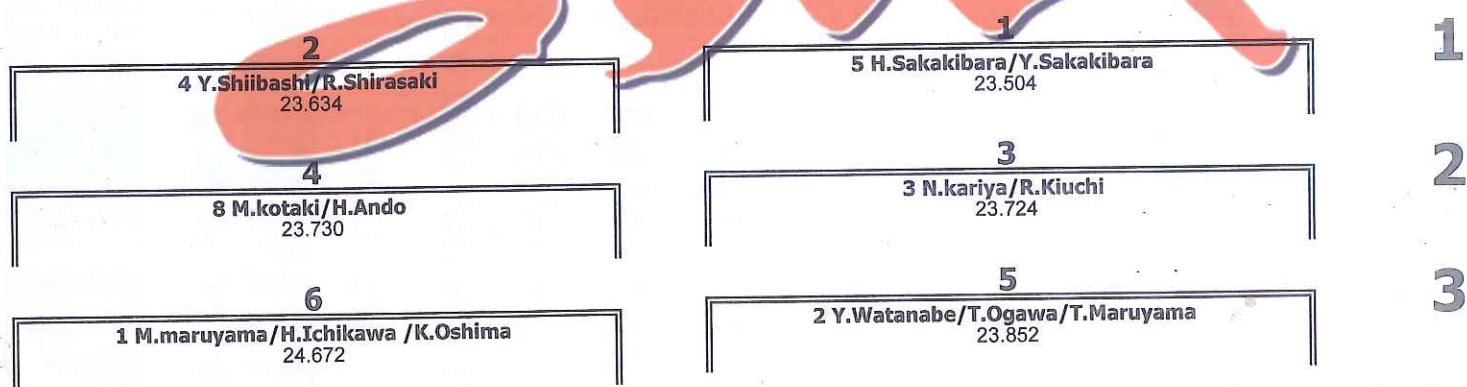 2
4 Y.Shiibashi/R.Shirasaki
23.634
1
5 H.Sakakibara/Y.Sakakibara
23.504
1
4
8 M.kotaki/H.Ando
23.730
3
3 N.kariya/R.Kiuchi
23.724
2
6
1 M.maruyama/H.Ichikawa /K.Oshima
24.672
5
2 Y.Watanabe/T.Ogawa/T.Maruyama
23.852
3